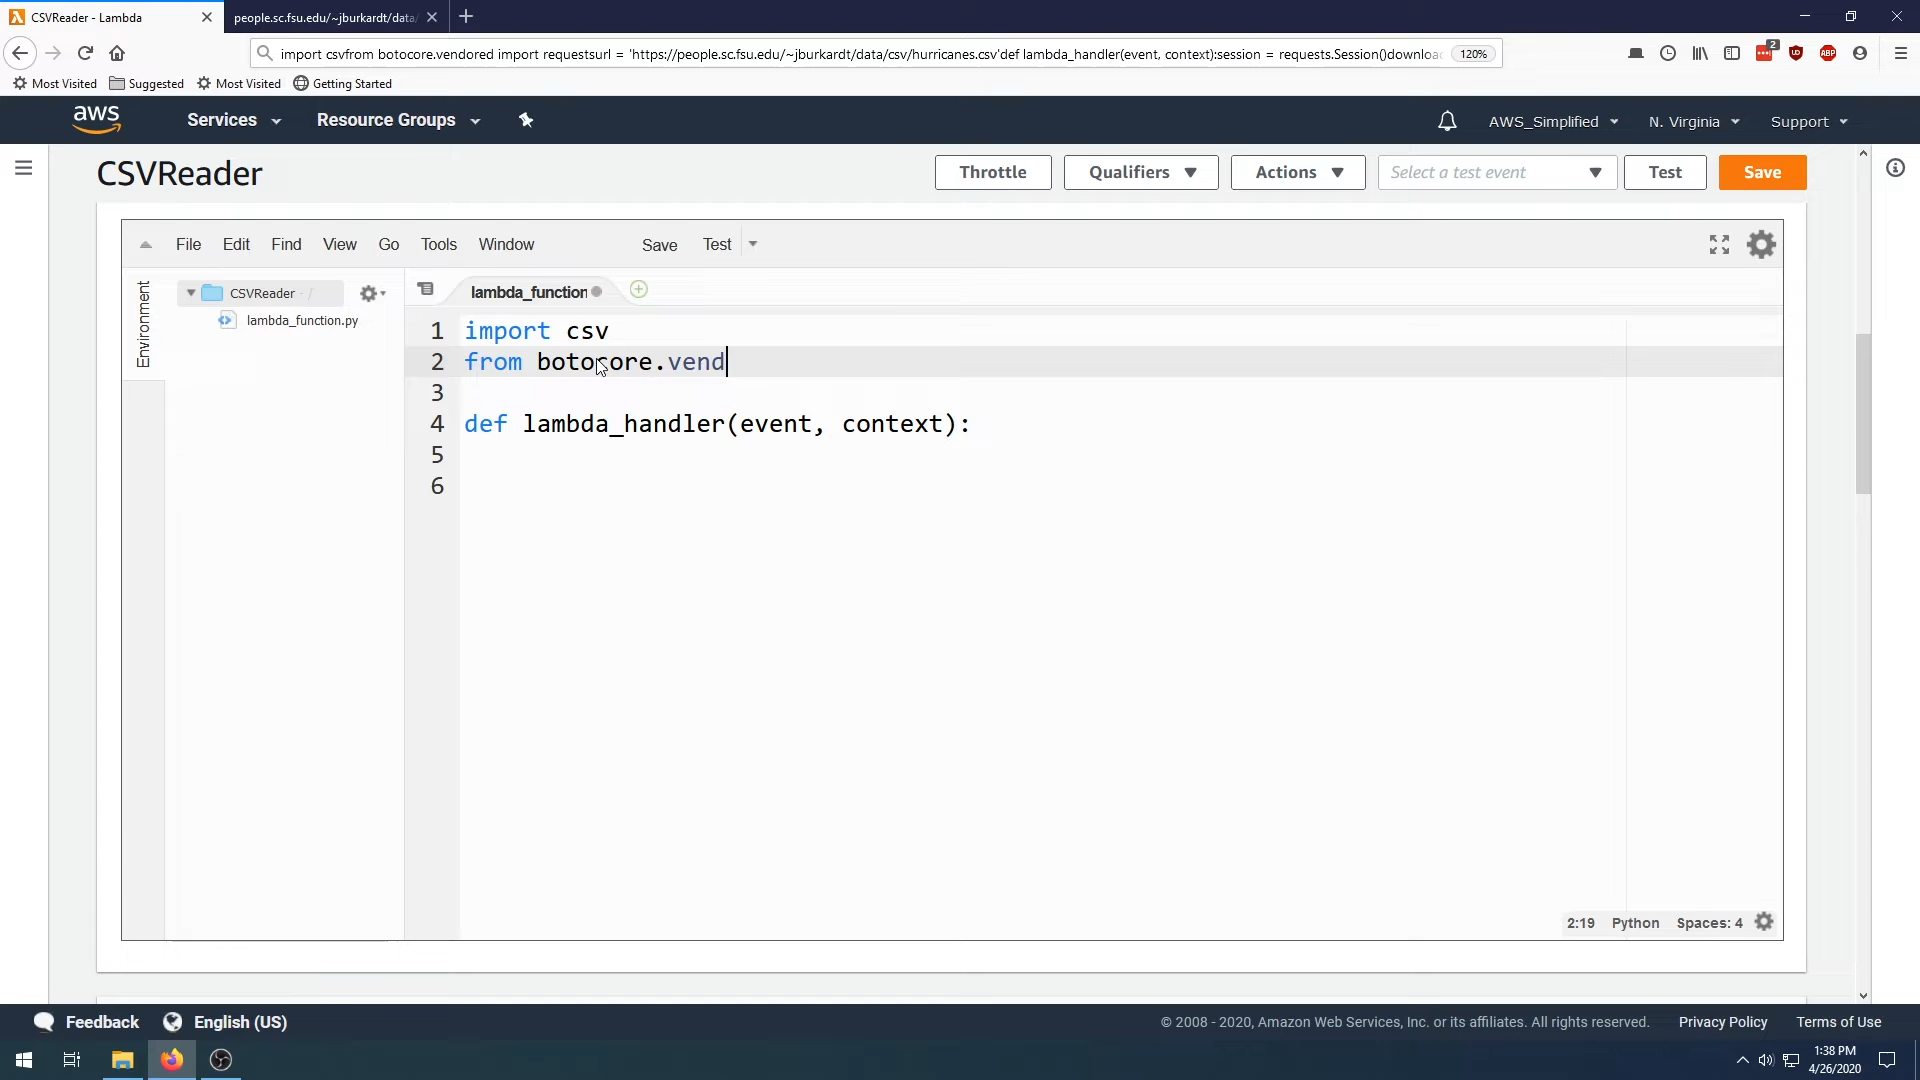 CSVReader - Lambda
people.sc.fsu.edu/~jburkardt/data/
import csvfrom botocore.vendored import requestsurl = 'https://people.sc.fsu.edu/~jburkardt/data/csv/hurricanes.csv'def lambda_handler(event, context):session = requests.Session()downloa
120%
2
ABP
Most Visited
Suggested
Most Visited
Getting Started
aws
Services
Resource Groups
AWS_Simplified
N. Virginia
Support
CSVReader
Throttle
Qualifiers
Actions
Select a test event
Test
Save
File Edit Find View Go Tools Window
Save
Test
Environment
CSVReader /
lambda_function.py
lambda_function
1 import csv
2 from botocore.vend
3
4 def lambda_handler(event, context):
5
6
2:19 Python Spaces: 4
Feedback
English (US)
© 2008 - 2020, Amazon Web Services, Inc. or its affiliates. All rights reserved.
Privacy Policy
Terms of Use
1:38 PM
4/26/2020